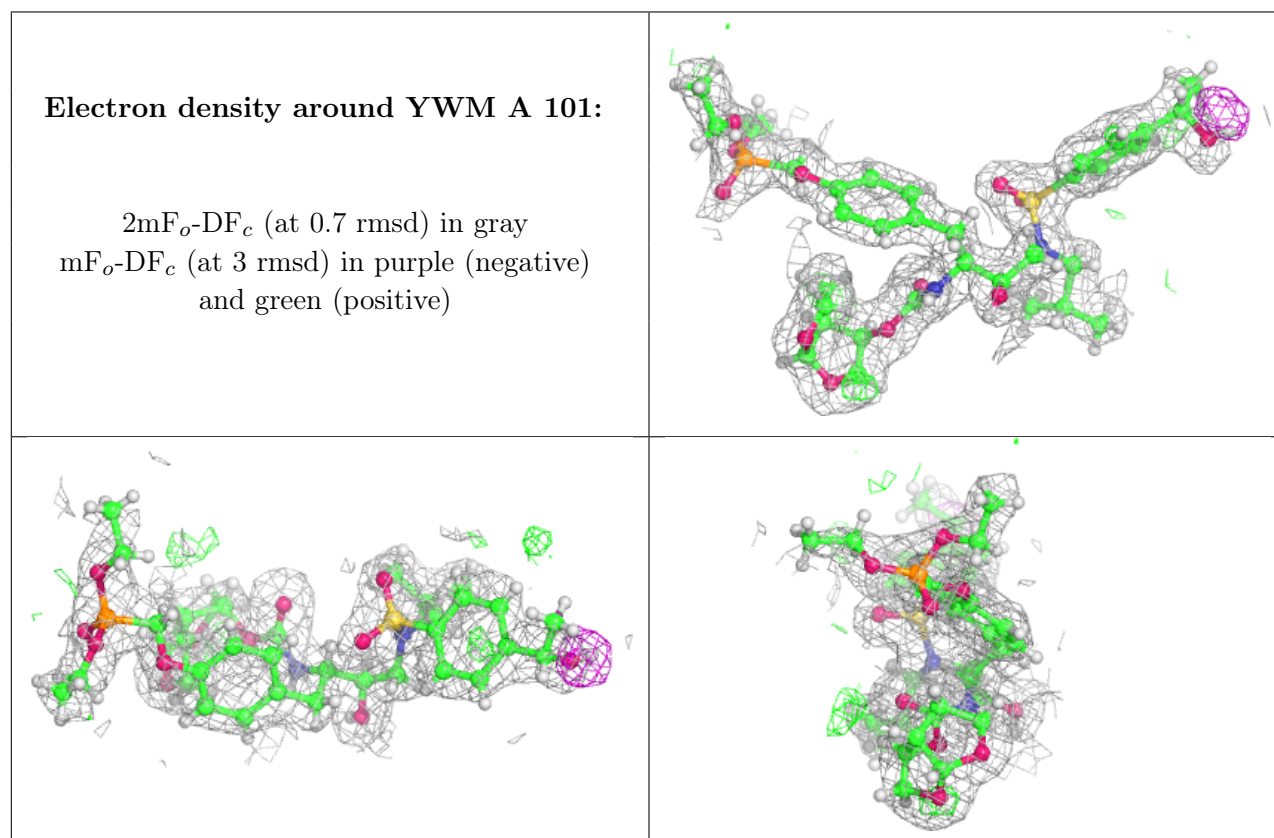 Electron density around YWM A 101:
2mFo-DFc (at 0.7 rmsd) in gray
mFo-DFc (at 3 rmsd) in purple (negative)
and green (positive)